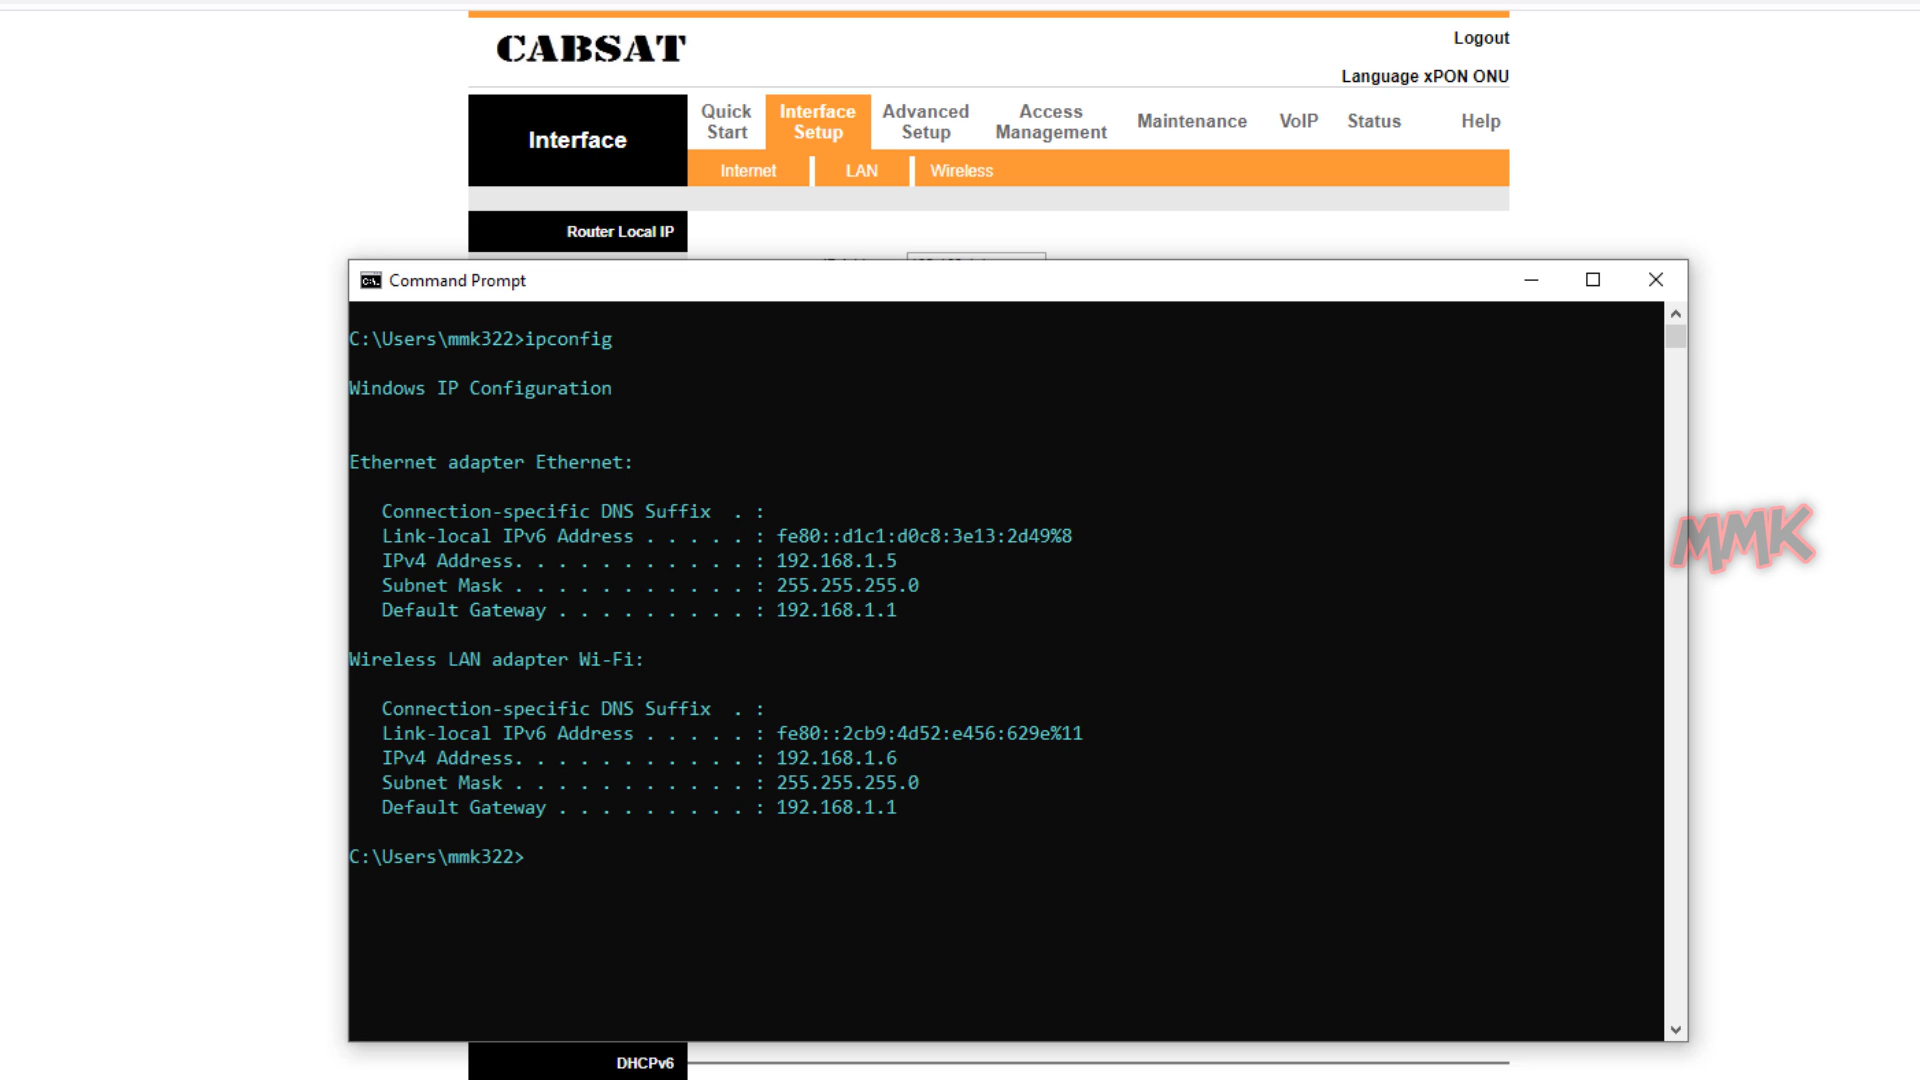 CABSAT
Logout
Language xPON ONU
Interface
Quick Start
Interface Setup
Advanced Setup
Access Management
Maintenance
VoIP
Status
Help
Internet
LAN
Wireless
Router Local IP
Command Prompt
C:\Users\mmk322>ipconfig
Windows IP Configuration
Ethernet adapter Ethernet:
Connection-specific DNS Suffix . :
Link-local IPv6 Address . . . . . : fe80::d1c1:d0c8:3e13:2d49%8
IPv4 Address. . . . . . . . . . . : 192.168.1.5
Subnet Mask . . . . . . . . . . . : 255.255.255.0
Default Gateway . . . . . . . . . : 192.168.1.1
Wireless LAN adapter Wi-Fi:
Connection-specific DNS Suffix . :
Link-local IPv6 Address . . . . . : fe80::2cb9:4d52:e456:629e%11
IPv4 Address. . . . . . . . . . . : 192.168.1.6
Subnet Mask . . . . . . . . . . . : 255.255.255.0
Default Gateway . . . . . . . . . : 192.168.1.1
C:\Users\mmk322>
MMK
DHCPv6